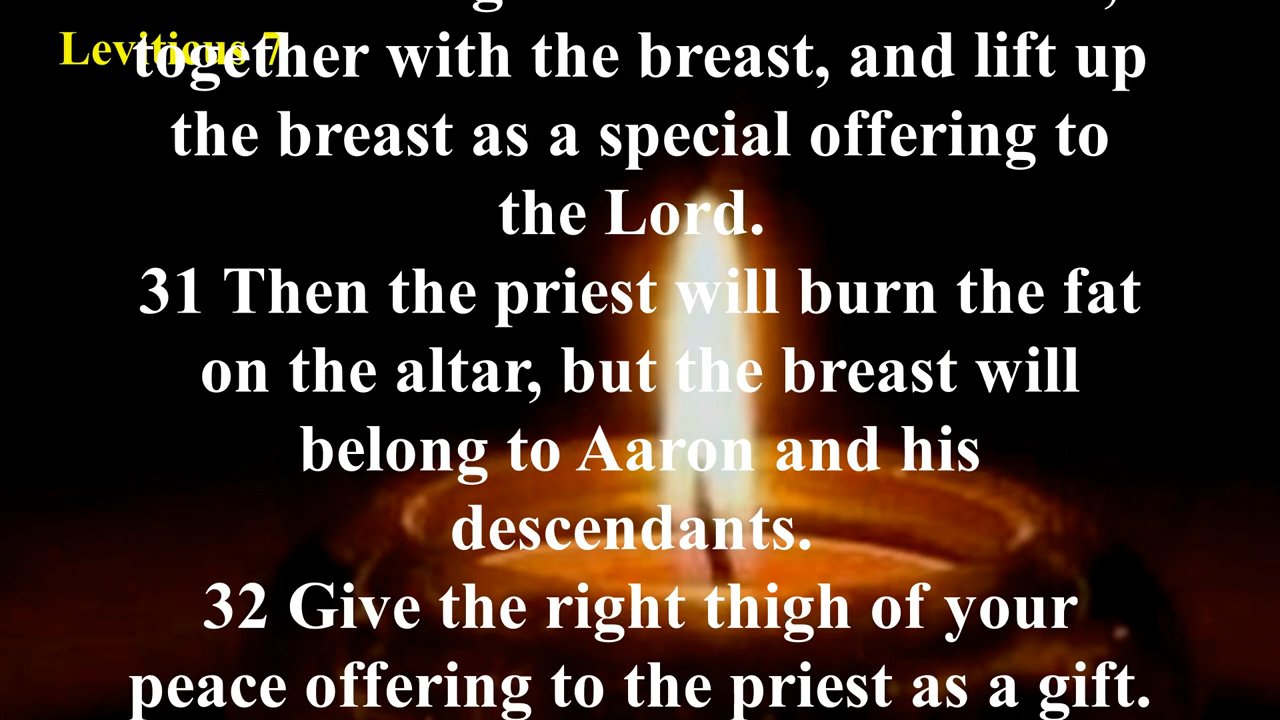 Leviticus 7
together with the breast, and lift up
the breast as a special offering to
the Lord.
31 Then the priest will burn the fat
on the altar, but the breast will
belong to Aaron and his
descendants.
32 Give the right thigh of your
peace offering to the priest as a gift.